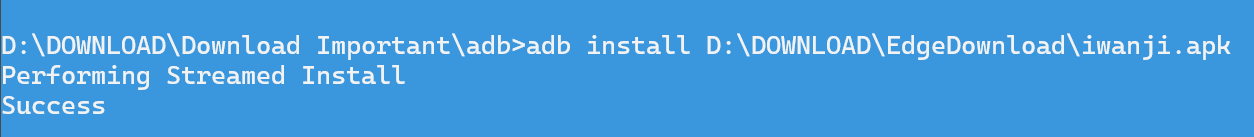 D:\DOWNLOAD\Download Important\adb>adb install D:\DOWNLOAD\EdgeDownload\iwanji.apk
Performing Streamed Install
Success